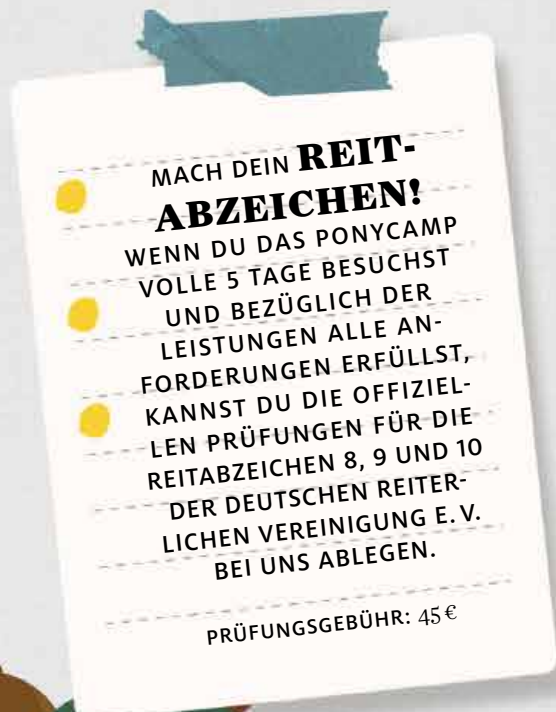 MACH DEIN REIT-
ABZEICHEN!
WENN DU DAS PONYCAMP
VOLLE 5 TAGE BESUCHST
UND BEZÜGLICH DER
LEISTUNGEN ALLE AN-
FORDERUNGEN ERFÜLLST,
KANNST DU DIE OFFIZIEL-
LEN PRÜFUNGEN FÜR DIE
REITABZEICHEN 8, 9 UND 10
DER DEUTSCHEN REITER-
LICHEN VEREINIGUNG E. V.
BEI UNS ABLEGEN.
PRÜFUNGSGEBÜHR: 45 €